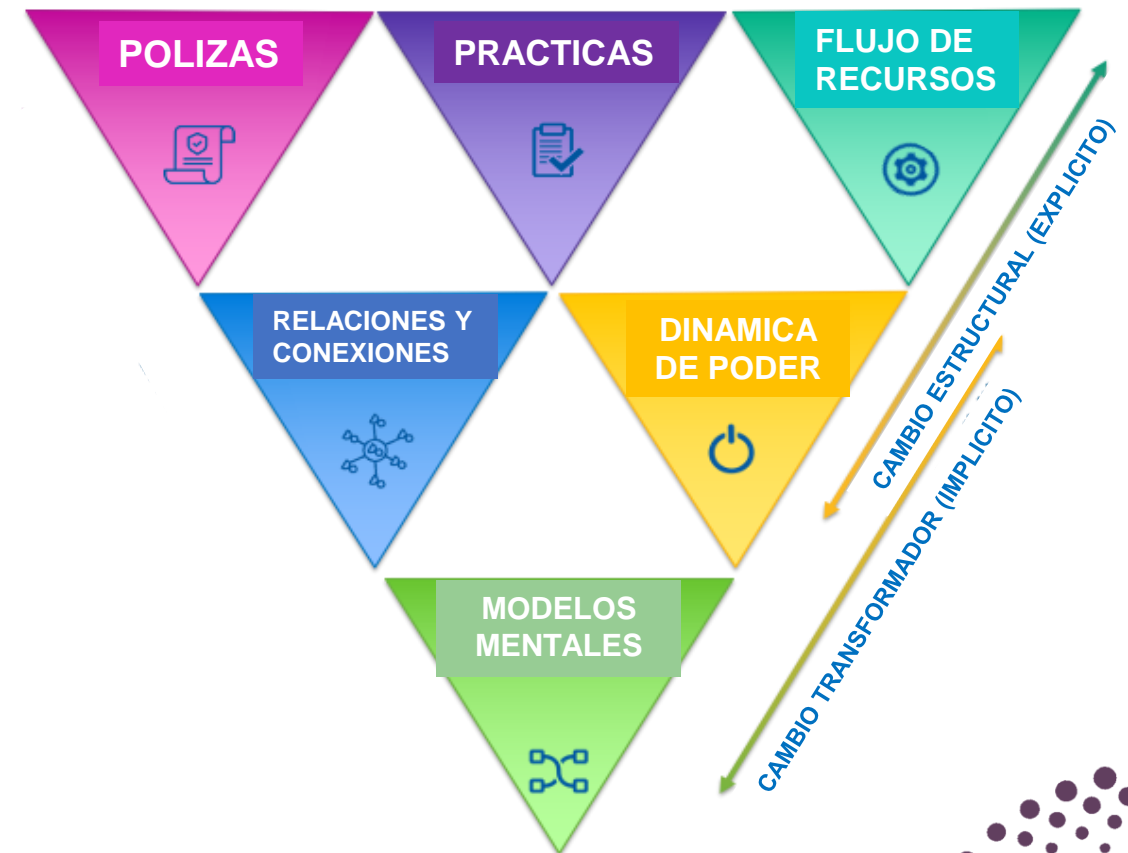 POLIZAS
PRACTICAS
FLUJO DE
RECURSOS
RELACIONES Y
CONEXIONES
DINAMICA
DE PODER
MODELOS
MENTALES
CAMBIO ESTRUCTURAL (EXPLICITO)
CAMBIO TRANSFORMADOR (IMPLICITO)